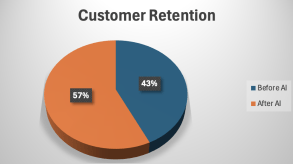 Customer Retention
43%
57%
Before AI
After AI